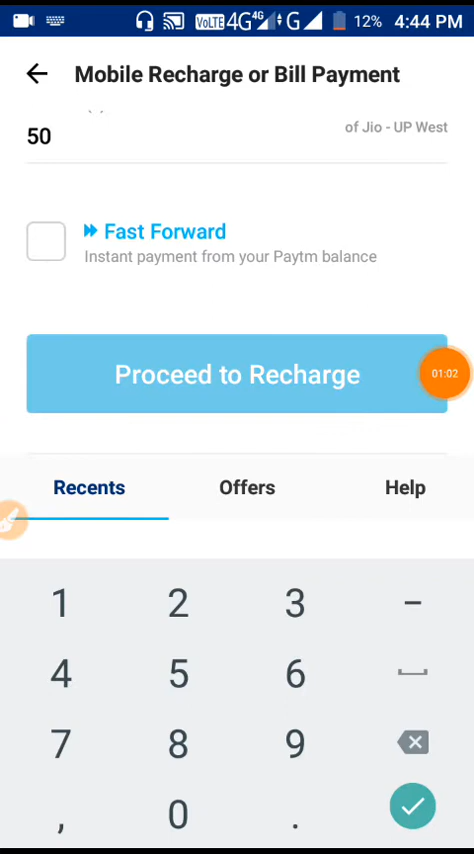 VoLTE 4G 4G G 12% 4:44 PM
Mobile Recharge or Bill Payment
50
of Jio - UP West
Fast Forward
Instant payment from your Paytm balance
Proceed to Recharge
01:02
Recents Offers Help
1 2 3 –
4 5 6
7 8 9
, 0 .